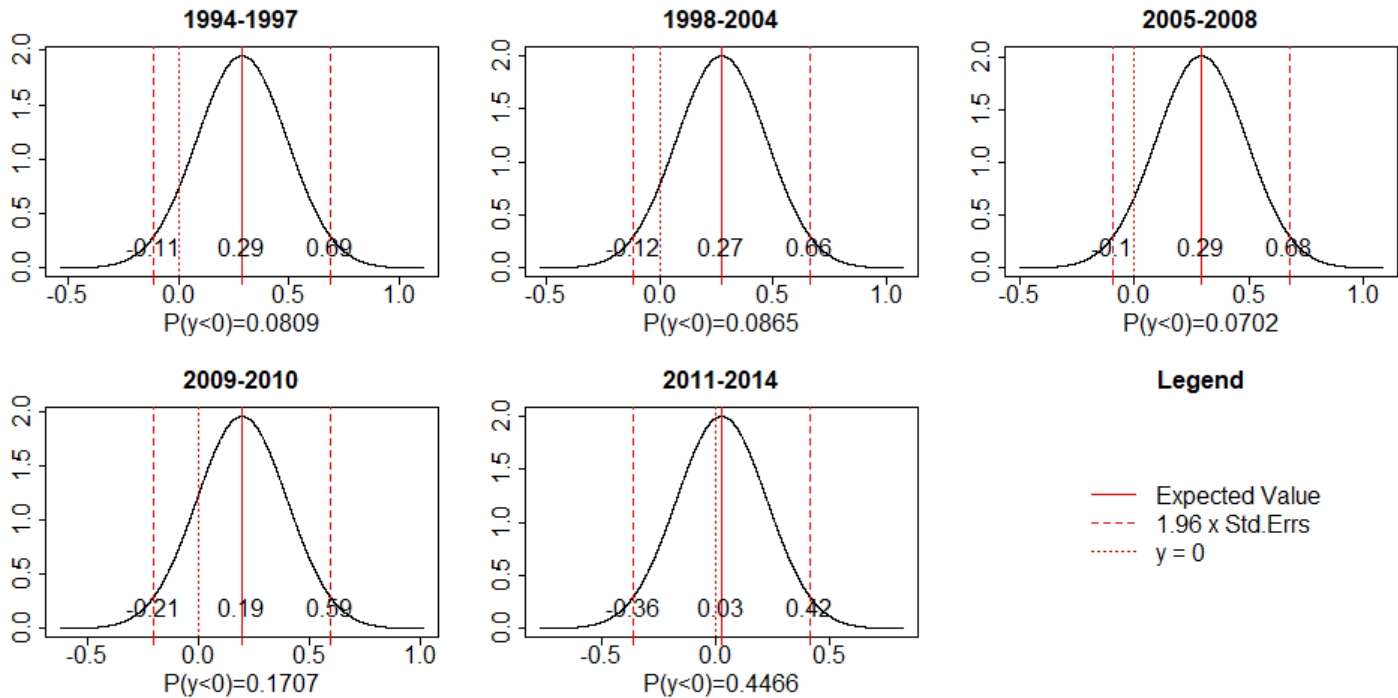 1994-1997
1998-2004
2005-2008
2.0
1.5
1.0
0.5
0.0
-0.11 0.29 0.69
-0.5 0.0 0.5 1.0
P(y<0)=0.0809
2.0
1.5
1.0
0.5
0.0
-0.12 0.27 0.66
-0.5 0.0 0.5 1.0
P(y<0)=0.0865
2.0
1.5
1.0
0.5
0.0
-0.1 0.29 0.68
-0.5 0.0 0.5 1.0
P(y<0)=0.0702
2009-2010
2011-2014
Legend
2.0
1.5
1.0
0.5
0.0
-0.21 0.19 0.59
-0.5 0.0 0.5 1.0
P(y<0)=0.1707
2.0
1.5
1.0
0.5
0.0
-0.36 0.03 0.42
-0.5 0.0 0.5
P(y<0)=0.4466
Expected Value
1.96 x Std.Errs
y = 0